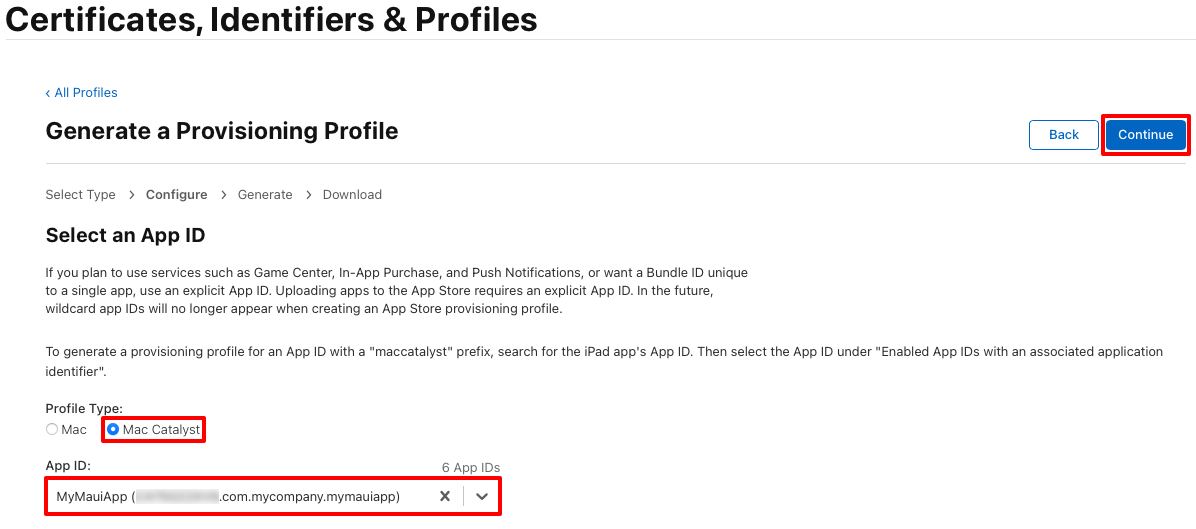 Certificates, Identifiers & Profiles
‹ All Profiles
Generate a Provisioning Profile
Back
Continue
Select Type > Configure > Generate > Download
Select an App ID
If you plan to use services such as Game Center, In-App Purchase, and Push Notifications, or want a Bundle ID unique
to a single app, use an explicit App ID. Uploading apps to the App Store requires an explicit App ID. In the future,
wildcard app IDs will no longer appear when creating an App Store provisioning profile.
To generate a provisioning profile for an App ID with a "maccatalyst" prefix, search for the iPad app's App ID. Then select the App ID under "Enabled App IDs with an associated application
identifier".
Profile Type:
Mac Mac Catalyst
App ID: 6 App IDs
MyMauiApp ( .com.mycompany.mymauiapp)